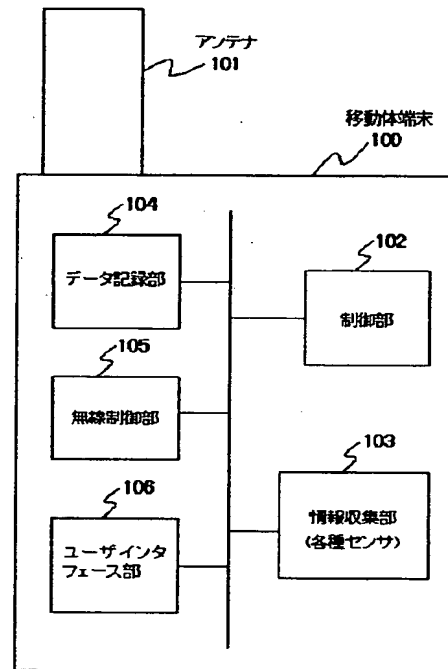 アンテナ
101
移動体端末
100
104
データ記録部
102
制御部
105
無線制御部
103
情報収集部
(各種センサ)
106
ユーザインタ
フェース部